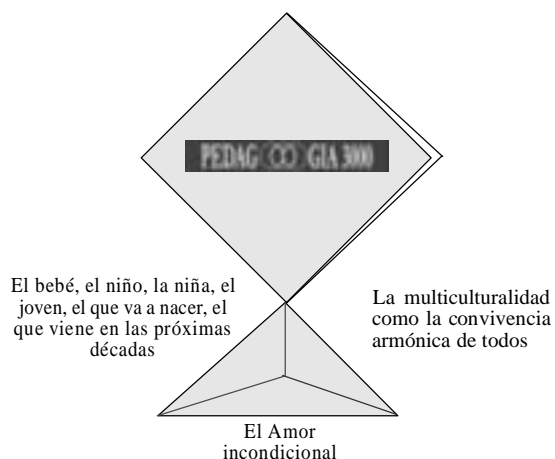 PEDAG OO GIA 3000
El bebé, el niño, la niña, el
joven, el que va a nacer, el
que viene en las próximas
décadas
La multiculturalidad
como la convivencia
armónica de todos
El Amor
incondicional